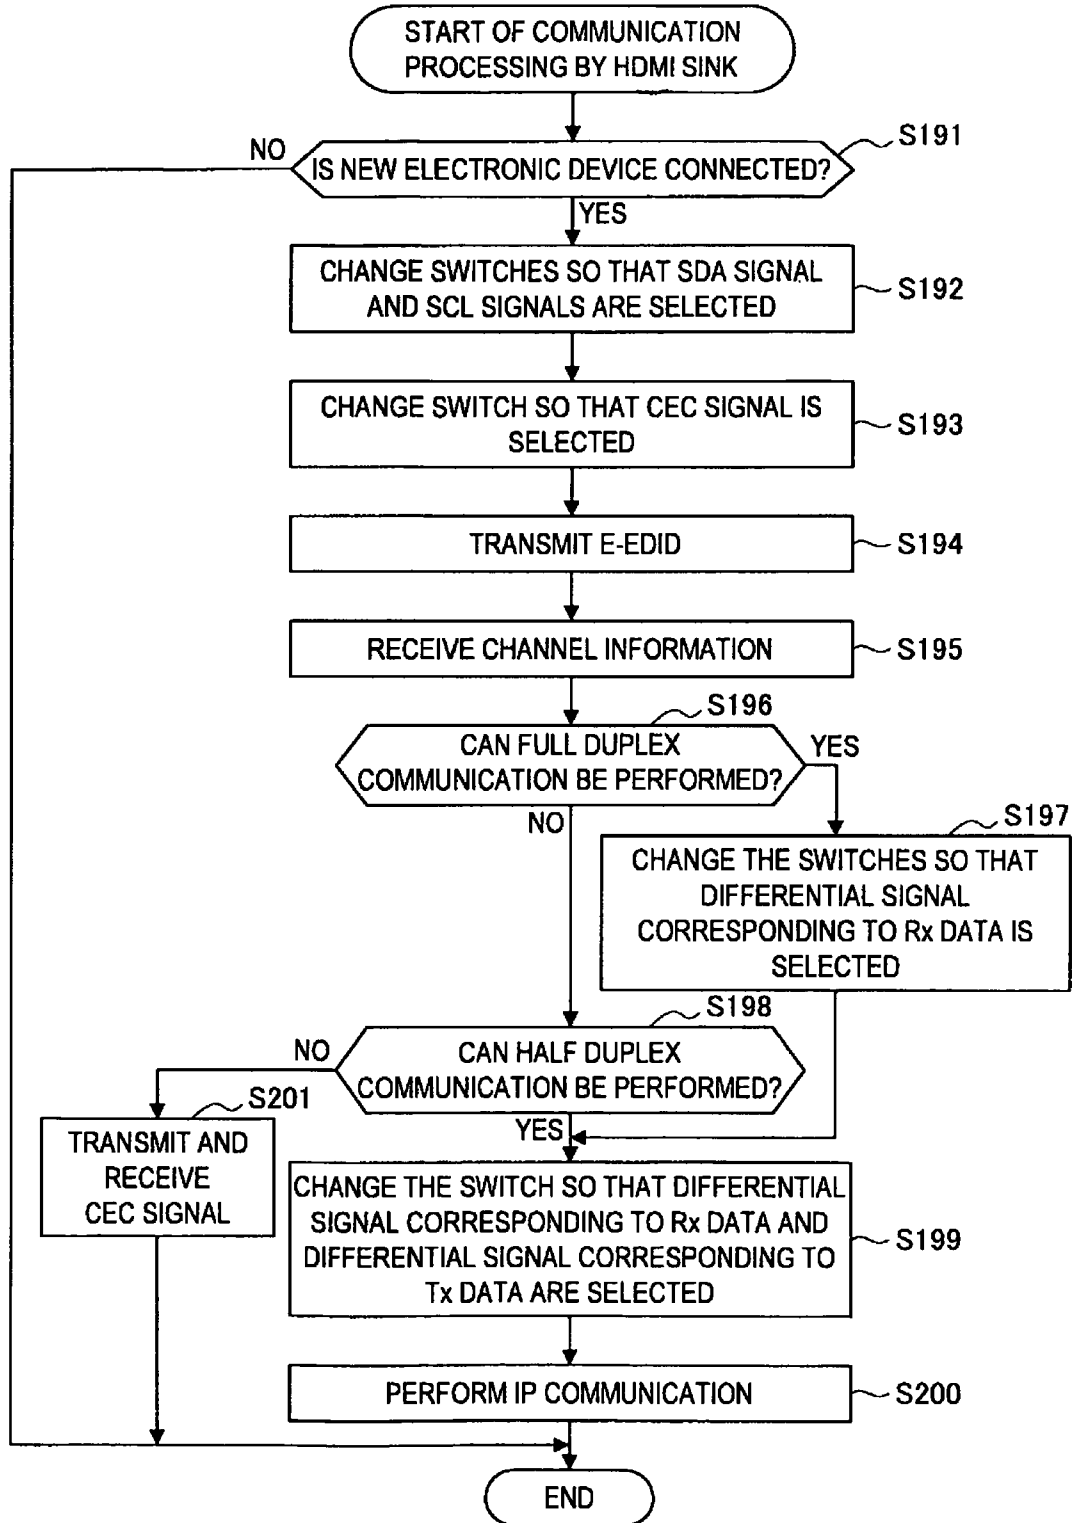 START OF COMMUNICATION
PROCESSING BY HDMI SINK
S191
NO
IS NEW ELECTRONIC DEVICE CONNECTED?
YES
CHANGE SWITCHES SO THAT SDA SIGNAL
AND SCL SIGNALS ARE SELECTED
S192
CHANGE SWITCH SO THAT CEC SIGNAL IS
SELECTED
S193
TRANSMIT E-EDID
S194
RECEIVE CHANNEL INFORMATION
S195
S196
CAN FULL DUPLEX
COMMUNICATION BE PERFORMED?
YES
NO
S197
CHANGE THE SWITCHES SO THAT
DIFFERENTIAL SIGNAL
CORRESPONDING TO Rx DATA IS
SELECTED
S198
NO
CAN HALF DUPLEX
COMMUNICATION BE PERFORMED?
S201
YES
TRANSMIT AND
RECEIVE
CEC SIGNAL
CHANGE THE SWITCH SO THAT DIFFERENTIAL
SIGNAL CORRESPONDING TO Rx DATA AND
DIFFERENTIAL SIGNAL CORRESPONDING TO
Tx DATA ARE SELECTED
S199
PERFORM IP COMMUNICATION
S200
END